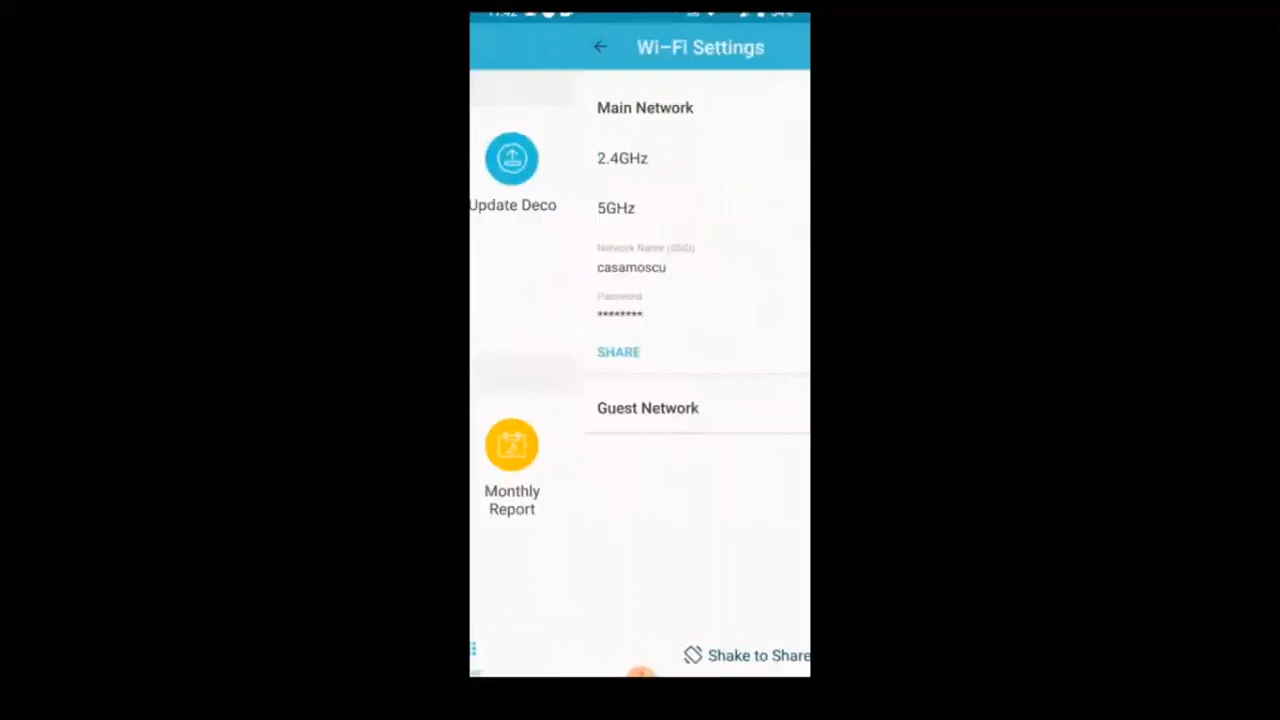 Wi-Fi Settings
Main Network
2.4GHz
Update Deco
5GHz
Network Name (SSID)
casamoscu
Password
********
SHARE
Guest Network
Monthly
Report
Shake to Share